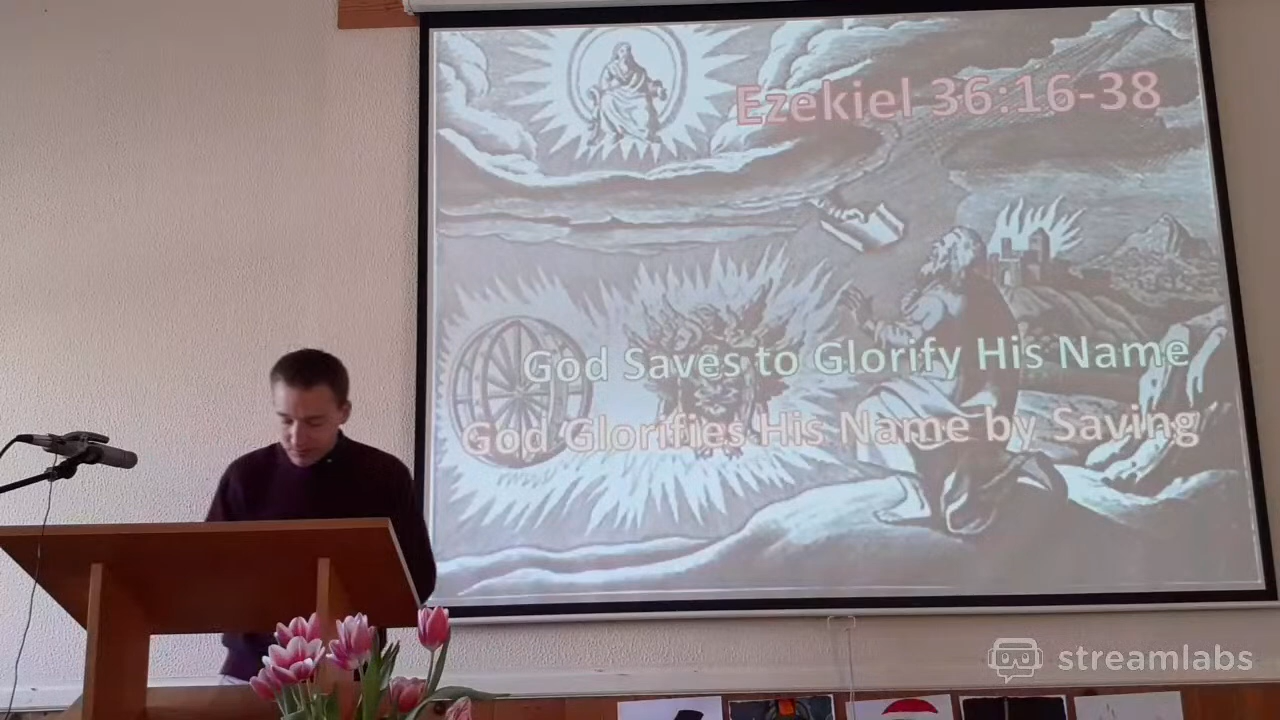 Ezekiel 36:16-38
God Saves to Glorify His Name
God Glorifies His Name by Saving
streamlabs